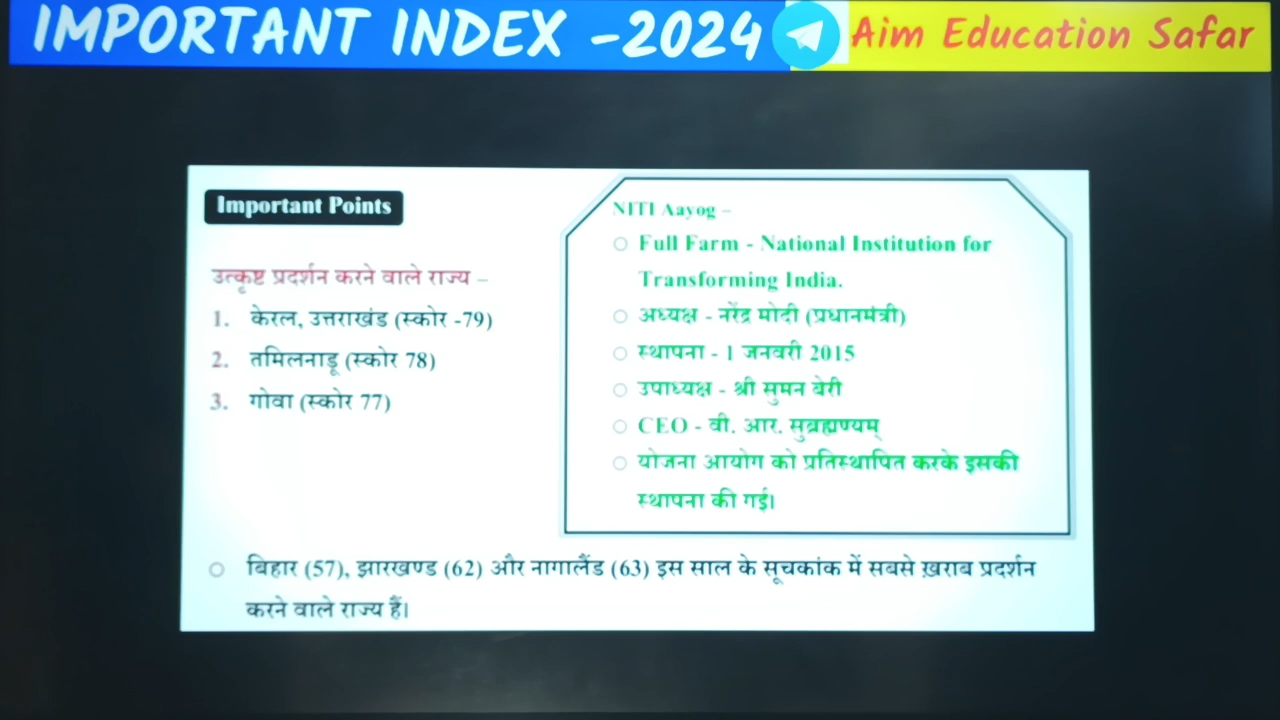 IMPORTANT INDEX -2024
Aim Education Safar
Important Points
उत्कृष्ट प्रदर्शन करने वाले राज्य –
1. केरल, उत्तराखंड (स्कोर -79)
2. तमिलनाडू (स्कोर 78)
3. गोवा (स्कोर 77)
NITI Aayog –
Full Farm - National Institution for
Transforming India.
अध्यक्ष - नरेंद्र मोदी (प्रधानमंत्री)
स्थापना - 1 जनवरी 2015
उपाध्यक्ष - श्री सुमन बेरी
CEO - वी. आर. सुब्रह्मण्यम्
योजना आयोग को प्रतिस्थापित करके इसकी
स्थापना की गई।
बिहार (57), झारखण्ड (62) और नागालैंड (63) इस साल के सूचकांक में सबसे ख़राब प्रदर्शन
करने वाले राज्य हैं।